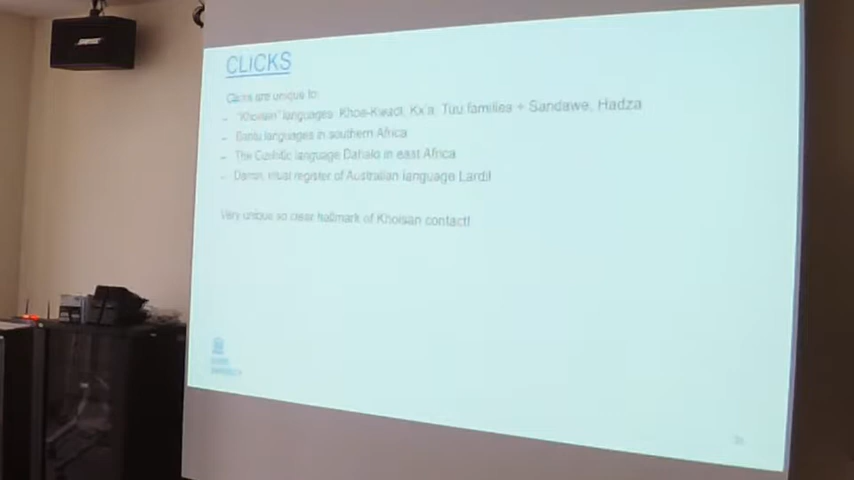 CLICKS
Clicks are unique to:
- "Khoisan" languages: Khoe-Kwadi, Kx'a, Tuu families + Sandawe, Hadza
- Bantu languages in southern Africa
- The Cushitic language Dahalo in east Africa
- Damin, ritual register of Australian language Lardil
Very unique so clear hallmark of Khoisan contact!